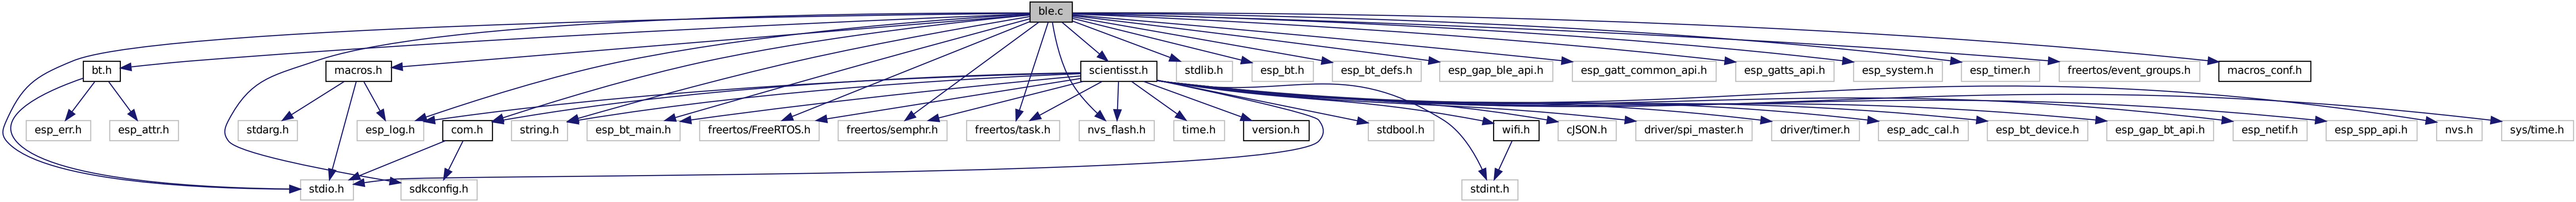 ble.c
bt.h
macros.h
scientisst.h
stdlib.h
esp_bt.h
esp_bt_defs.h
esp_gap_ble_api.h
esp_gatt_common_api.h
esp_gatts_api.h
esp_system.h
esp_timer.h
freertos/event_groups.h
macros_conf.h
esp_err.h
esp_attr.h
stdarg.h
esp_log.h
com.h
string.h
esp_bt_main.h
freertos/FreeRTOS.h
freertos/semphr.h
freertos/task.h
nvs_flash.h
time.h
version.h
stdbool.h
wifi.h
cJSON.h
driver/spi_master.h
driver/timer.h
esp_adc_cal.h
esp_bt_device.h
esp_gap_bt_api.h
esp_netif.h
esp_spp_api.h
nvs.h
sys/time.h
stdio.h
sdkconfig.h
stdint.h